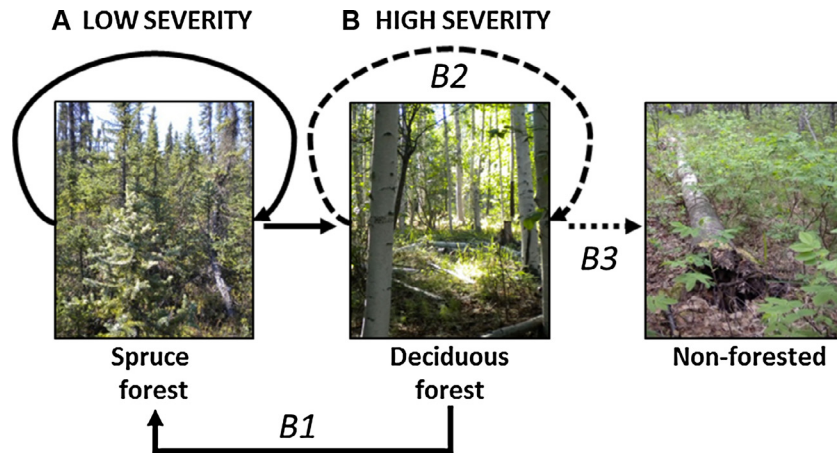 A LOW SEVERITY
B HIGH SEVERITY
B2
B3
Spruce
forest
Deciduous
forest
Non-forested
B1